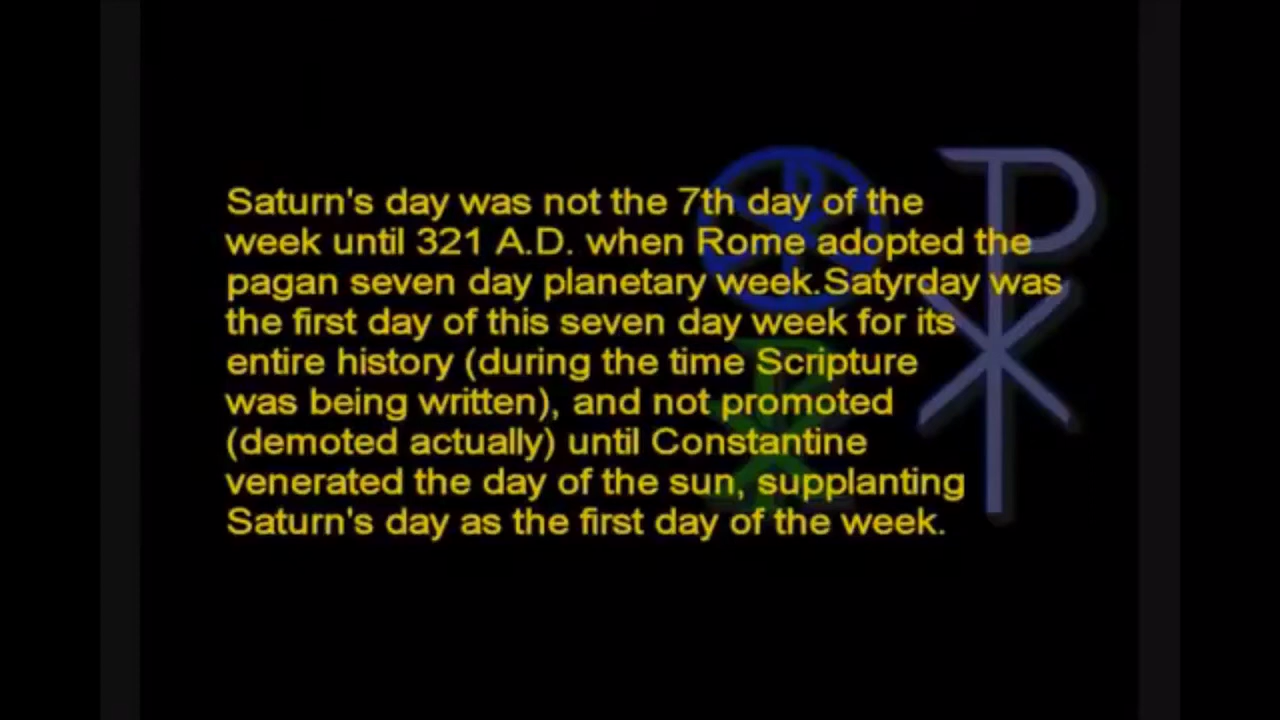 Saturn's day was not the 7th day of the
week until 321 A.D. when Rome adopted the
pagan seven day planetary week.Satyrday was
the first day of this seven day week for its
entire history (during the time Scripture
was being written), and not promoted
(demoted actually) until Constantine
venerated the day of the sun, supplanting
Saturn's day as the first day of the week.